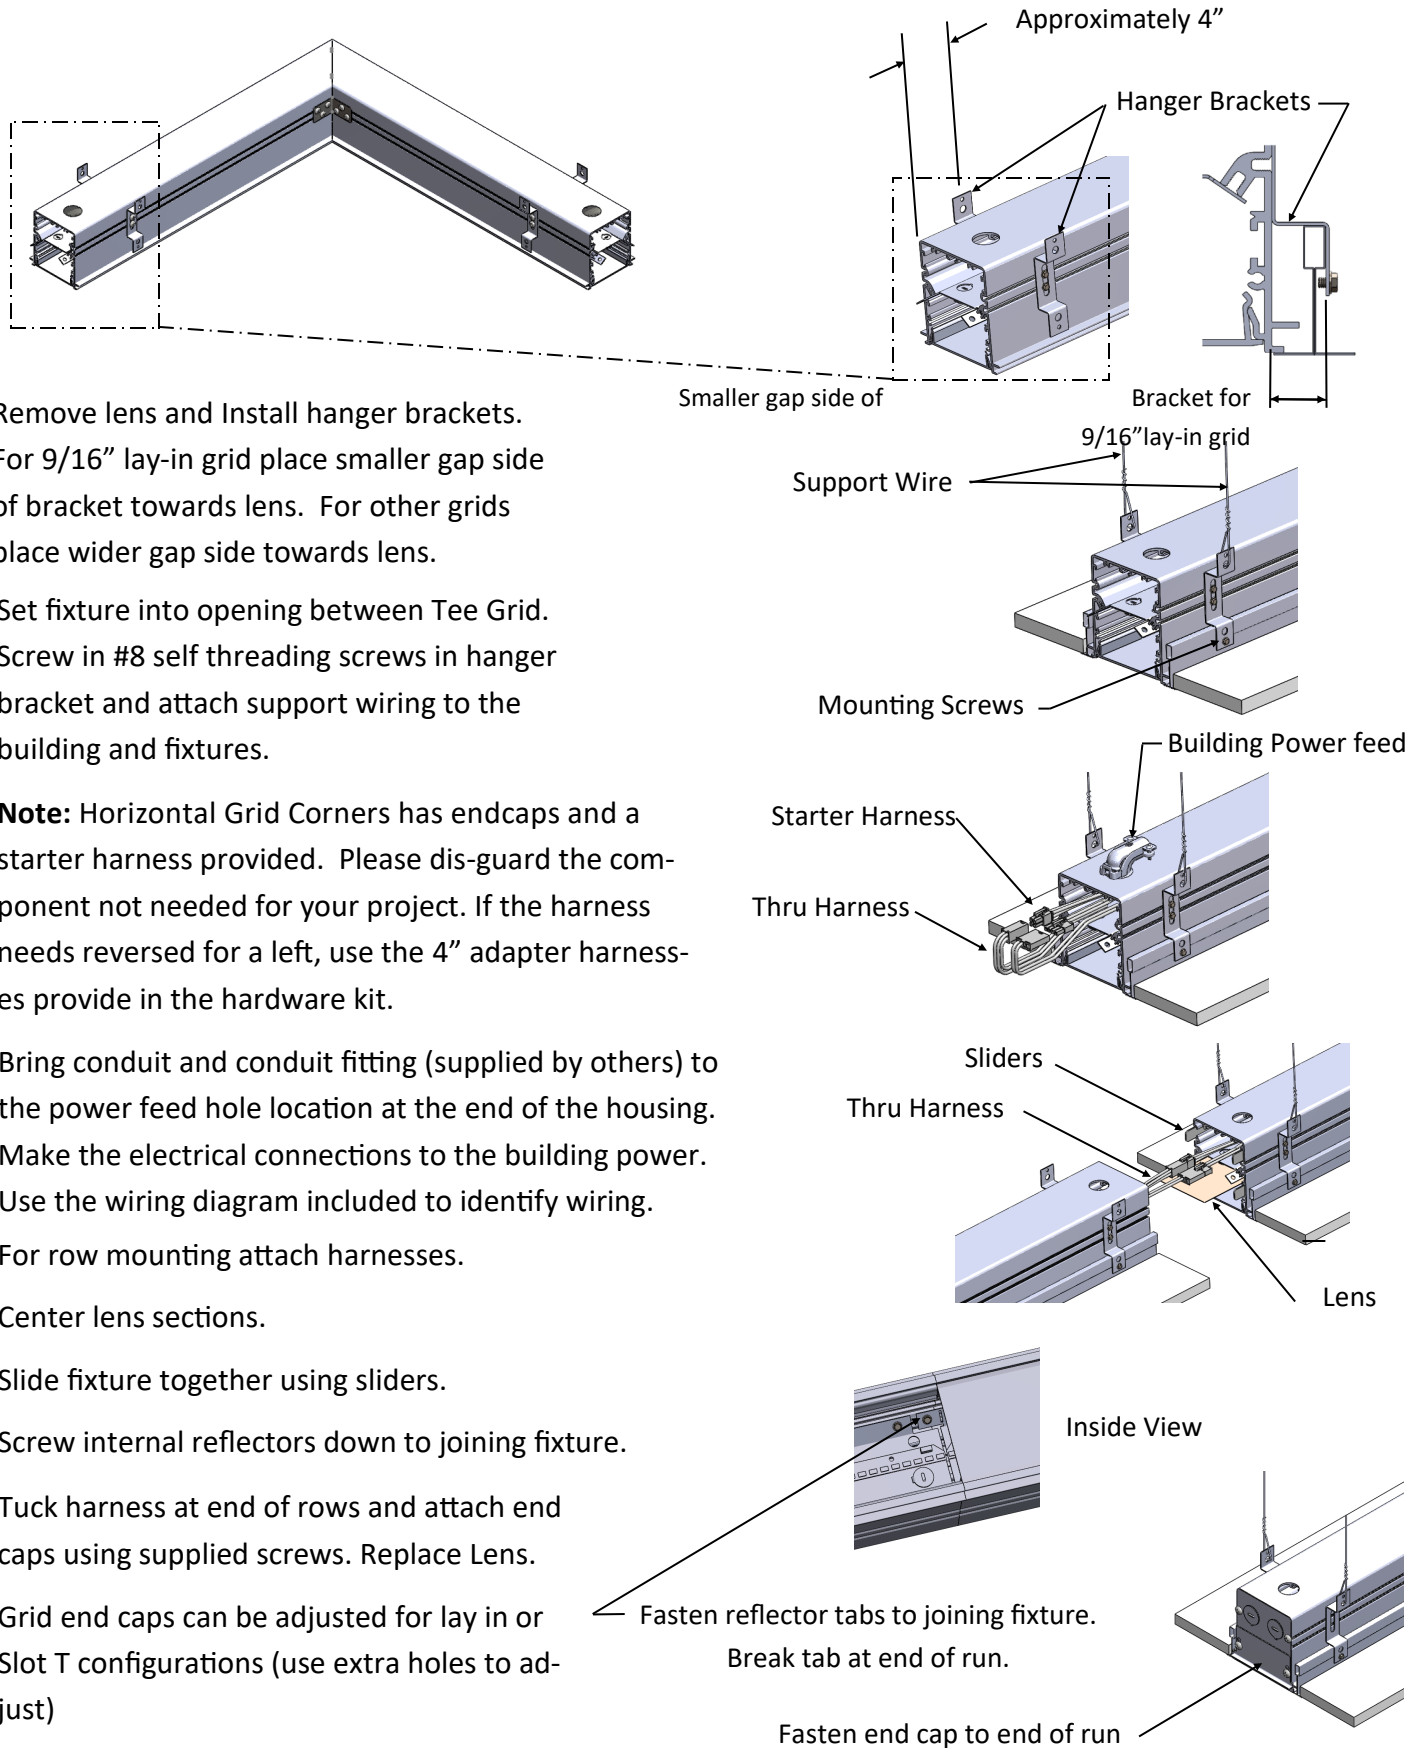 Approximately 4”
Hanger Brackets
Smaller gap side of
Bracket for
9/16”lay-in grid
Remove lens and Install hanger brackets.
For 9/16” lay-in grid place smaller gap side
of bracket towards lens.  For other grids
place wider gap side towards lens.
Support Wire
Set fixture into opening between Tee Grid.
Screw in #8 self threading screws in hanger
bracket and attach support wiring to the
building and fixtures.
Mounting Screws
Building Power feed
Note: Horizontal Grid Corners has endcaps and a
starter harness provided.  Please dis-guard the com-
ponent not needed for your project. If the harness
needs reversed for a left, use the 4” adapter harness-
es provide in the hardware kit.
Starter Harness
Thru Harness
Bring conduit and conduit fitting (supplied by others) to
the power feed hole location at the end of the housing.
Make the electrical connections to the building power.
Use the wiring diagram included to identify wiring.
Sliders
Thru Harness
Lens
For row mounting attach harnesses.
Center lens sections.
Slide fixture together using sliders.
Screw internal reflectors down to joining fixture.
Inside View
Tuck harness at end of rows and attach end
caps using supplied screws. Replace Lens.
Grid end caps can be adjusted for lay in or
Slot T configurations (use extra holes to ad-
just)
Fasten reflector tabs to joining fixture.
Break tab at end of run.
Fasten end cap to end of run